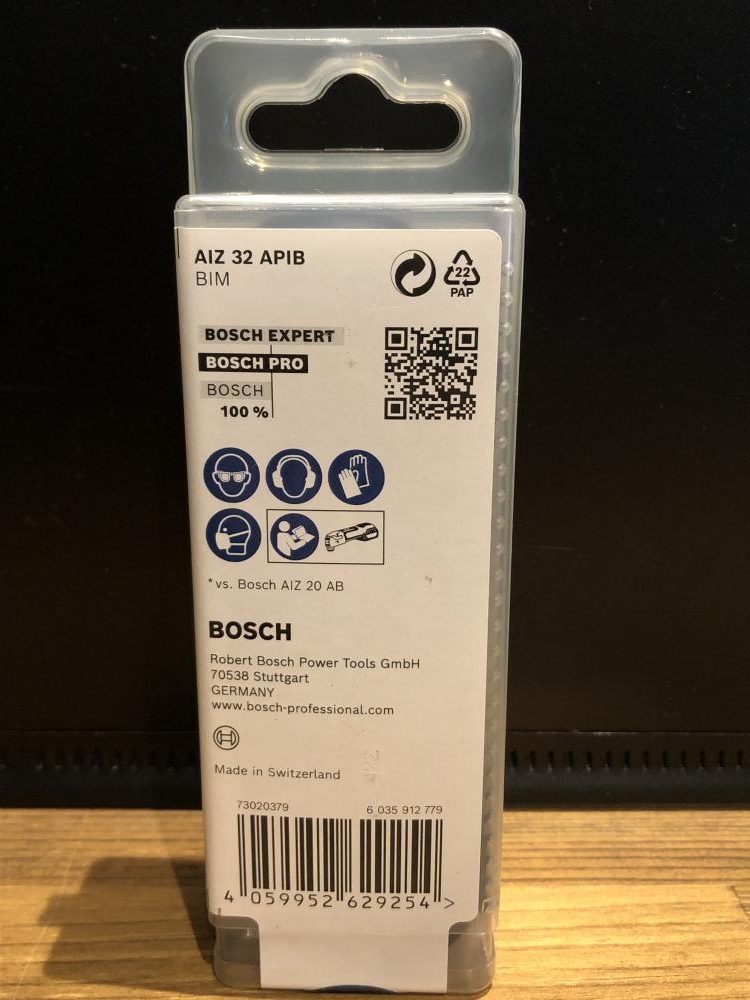 AIZ 32 APIB
BIM
22
PAP
BOSCH EXPERT
BOSCH PRO
BOSCH
100 %
* vs. Bosch AIZ 20 AB
BOSCH
Robert Bosch Power Tools GmbH
70538 Stuttgart
GERMANY
www.bosch-professional.com
Made in Switzerland
73020379
6 035 912 779
4 059952 629254 >